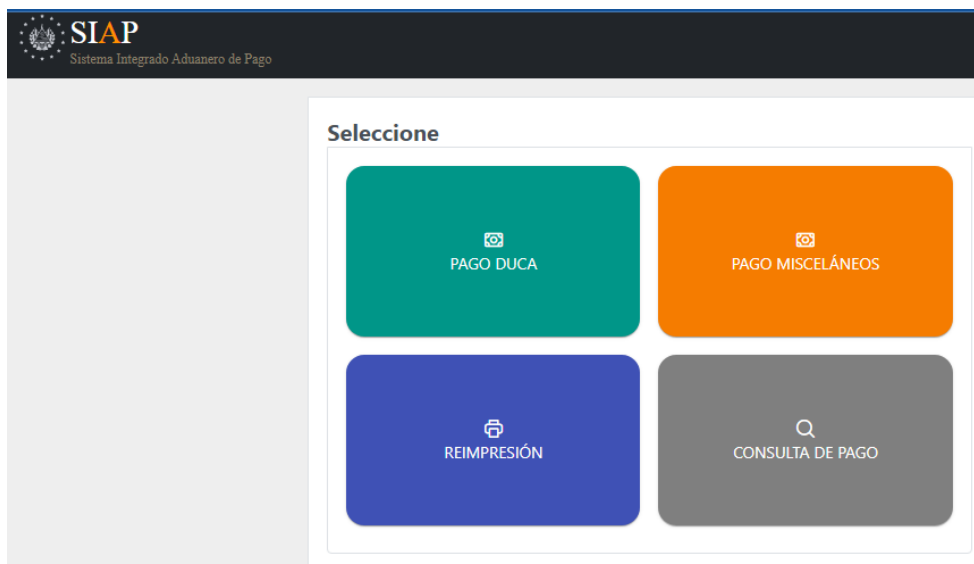 SIAP
Sistema Integrado Aduanero de Pago
Seleccione
PAGO DUCA
PAGO MISCELÁNEOS
REIMPRESIÓN
CONSULTA DE PAGO